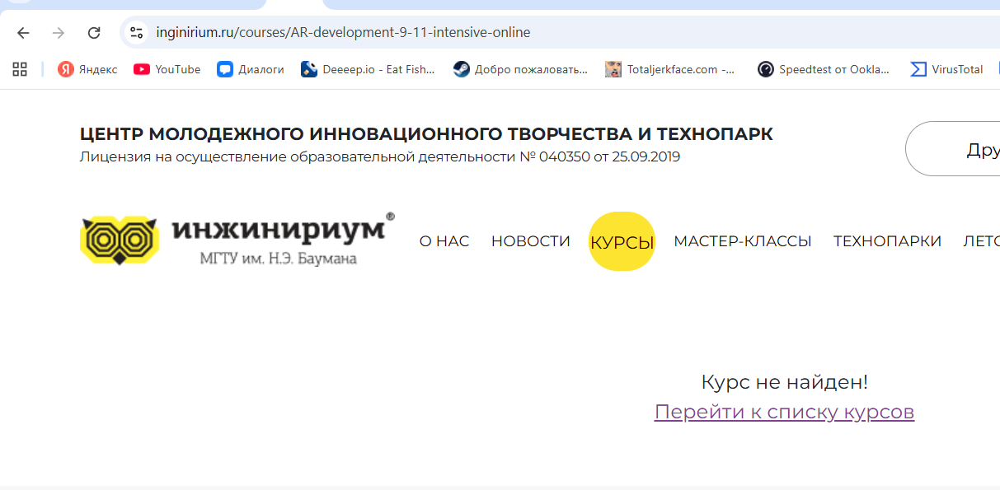 inginirium.ru/courses/AR-development-9-11-intensive-online
Яндекс YouTube Диалоги Deeeep.io - Eat Fish... Добро пожаловать... Totaljerkface.com -... Speedtest от Ookla... VirusTotal
ЦЕНТР МОЛОДЕЖНОГО ИННОВАЦИОННОГО ТВОРЧЕСТВА И ТЕХНОПАРК
Лицензия на осуществление образовательной деятельности № 040350 от 25.09.2019
Дру
инжинириум®
МГТУ им. Н.Э. Баумана
О НАС НОВОСТИ КУРСЫ МАСТЕР-КЛАССЫ ТЕХНОПАРКИ ЛЕТО
Курс не найден!
Перейти к списку курсов